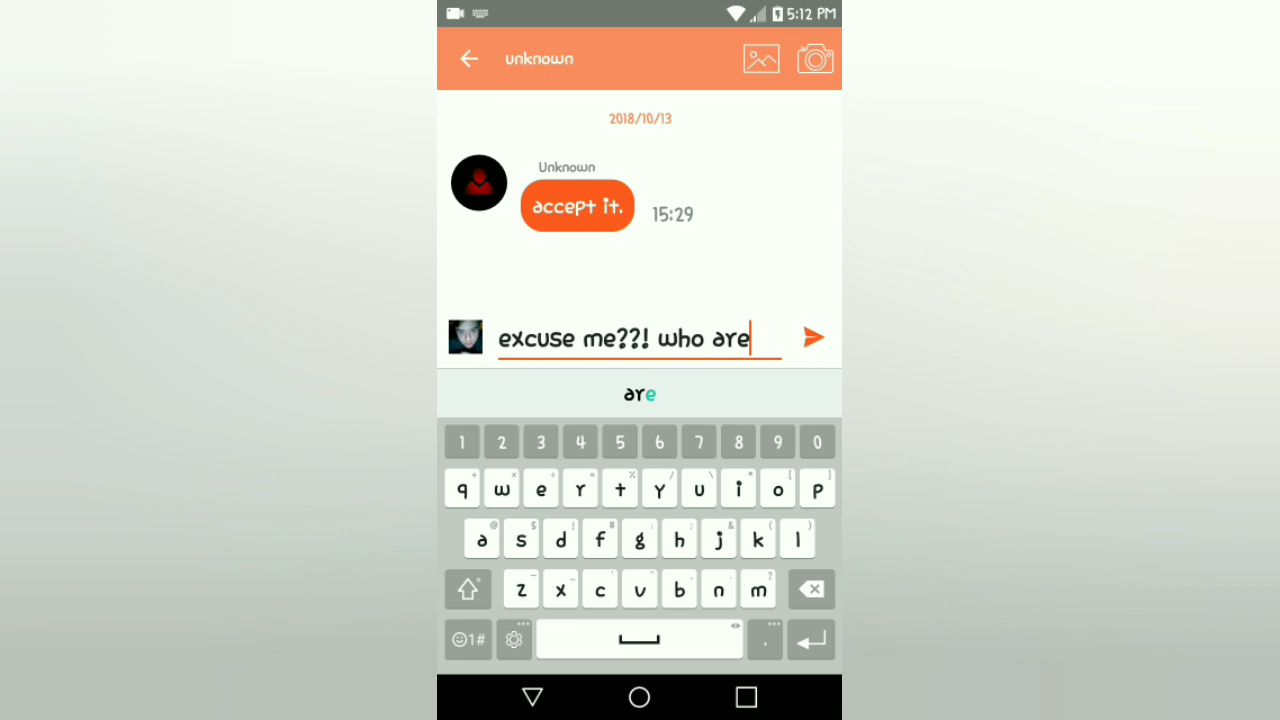 5:12 PM
unknown
2018/10/13
Unknown
accept it.
15:29
excuse me??! who are
are
1 2 3 4 5 6 7 8 9 0
q w e r t y u i o p
a s d f g h j k l
z x c v b n m
1#